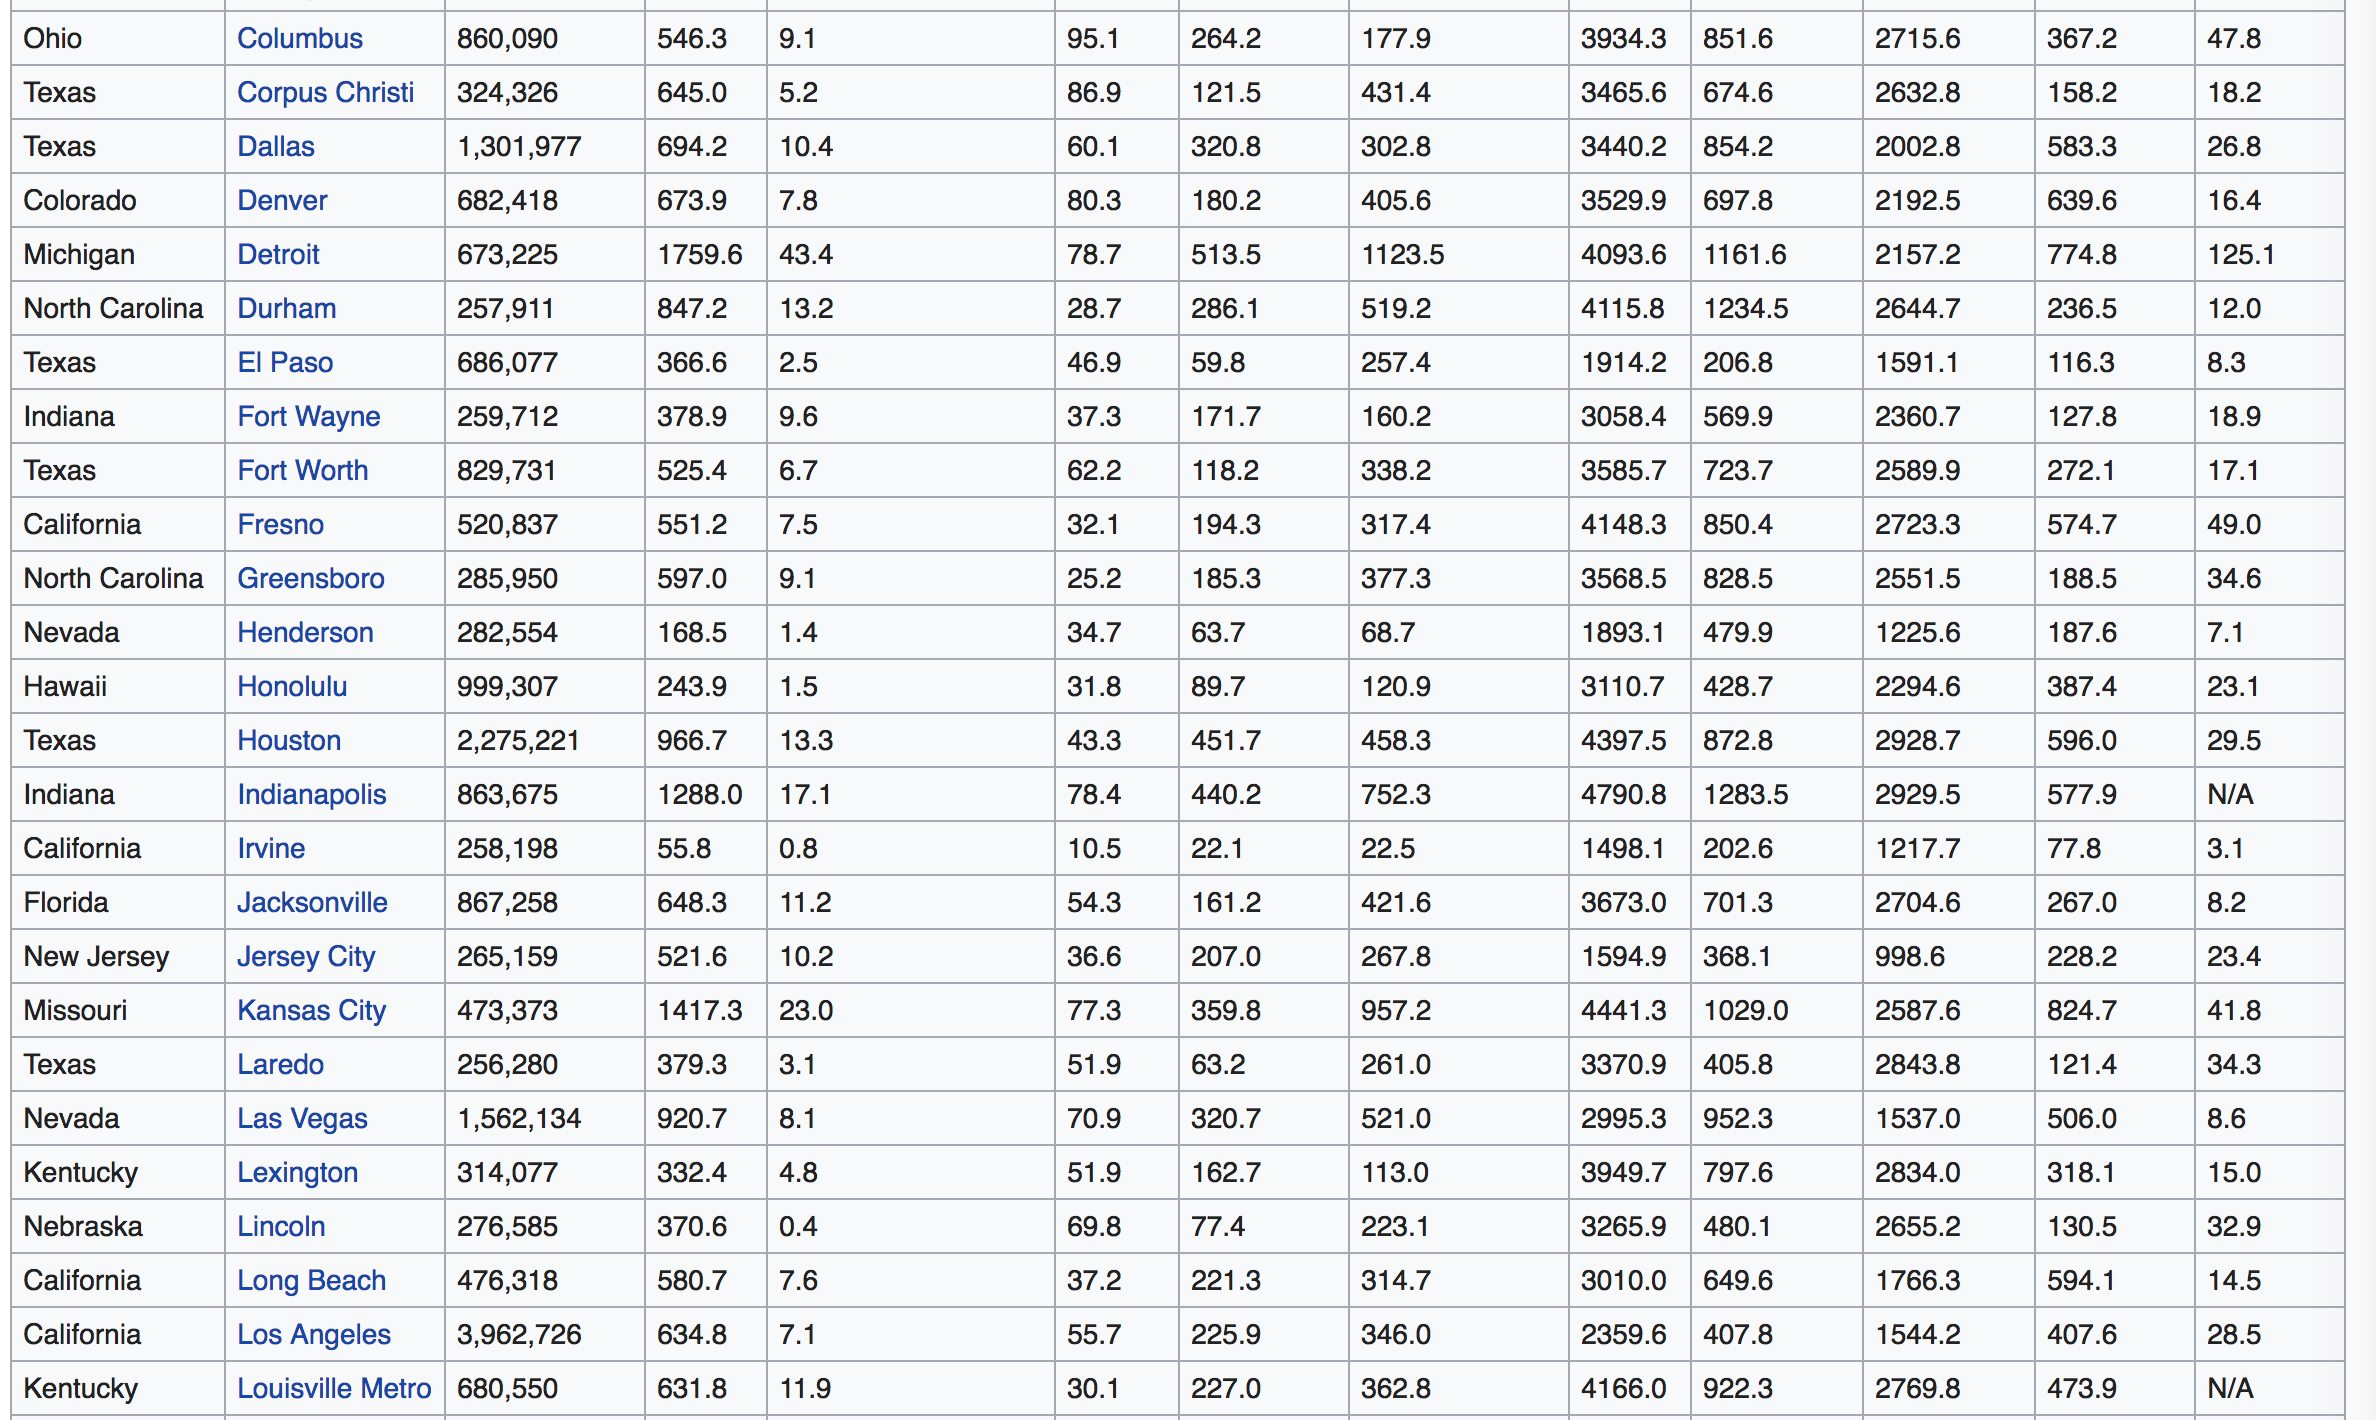 Ohio Columbus 860,090 546.3 9.1 95.1 264.2 177.9 3934.3 851.6 2715.6 367.2 47.8
Texas Corpus Christi 324,326 645.0 5.2 86.9 121.5 431.4 3465.6 674.6 2632.8 158.2 18.2
Texas Dallas 1,301,977 694.2 10.4 60.1 320.8 302.8 3440.2 854.2 2002.8 583.3 26.8
Colorado Denver 682,418 673.9 7.8 80.3 180.2 405.6 3529.9 697.8 2192.5 639.6 16.4
Michigan Detroit 673,225 1759.6 43.4 78.7 513.5 1123.5 4093.6 1161.6 2157.2 774.8 125.1
North Carolina Durham 257,911 847.2 13.2 28.7 286.1 519.2 4115.8 1234.5 2644.7 236.5 12.0
Texas El Paso 686,077 366.6 2.5 46.9 59.8 257.4 1914.2 206.8 1591.1 116.3 8.3
Indiana Fort Wayne 259,712 378.9 9.6 37.3 171.7 160.2 3058.4 569.9 2360.7 127.8 18.9
Texas Fort Worth 829,731 525.4 6.7 62.2 118.2 338.2 3585.7 723.7 2589.9 272.1 17.1
California Fresno 520,837 551.2 7.5 32.1 194.3 317.4 4148.3 850.4 2723.3 574.7 49.0
North Carolina Greensboro 285,950 597.0 9.1 25.2 185.3 377.3 3568.5 828.5 2551.5 188.5 34.6
Nevada Henderson 282,554 168.5 1.4 34.7 63.7 68.7 1893.1 479.9 1225.6 187.6 7.1
Hawaii Honolulu 999,307 243.9 1.5 31.8 89.7 120.9 3110.7 428.7 2294.6 387.4 23.1
Texas Houston 2,275,221 966.7 13.3 43.3 451.7 458.3 4397.5 872.8 2928.7 596.0 29.5
Indiana Indianapolis 863,675 1288.0 17.1 78.4 440.2 752.3 4790.8 1283.5 2929.5 577.9 N/A
California Irvine 258,198 55.8 0.8 10.5 22.1 22.5 1498.1 202.6 1217.7 77.8 3.1
Florida Jacksonville 867,258 648.3 11.2 54.3 161.2 421.6 3673.0 701.3 2704.6 267.0 8.2
New Jersey Jersey City 265,159 521.6 10.2 36.6 207.0 267.8 1594.9 368.1 998.6 228.2 23.4
Missouri Kansas City 473,373 1417.3 23.0 77.3 359.8 957.2 4441.3 1029.0 2587.6 824.7 41.8
Texas Laredo 256,280 379.3 3.1 51.9 63.2 261.0 3370.9 405.8 2843.8 121.4 34.3
Nevada Las Vegas 1,562,134 920.7 8.1 70.9 320.7 521.0 2995.3 952.3 1537.0 506.0 8.6
Kentucky Lexington 314,077 332.4 4.8 51.9 162.7 113.0 3949.7 797.6 2834.0 318.1 15.0
Nebraska Lincoln 276,585 370.6 0.4 69.8 77.4 223.1 3265.9 480.1 2655.2 130.5 32.9
California Long Beach 476,318 580.7 7.6 37.2 221.3 314.7 3010.0 649.6 1766.3 594.1 14.5
California Los Angeles 3,962,726 634.8 7.1 55.7 225.9 346.0 2359.6 407.8 1544.2 407.6 28.5
Kentucky Louisville Metro 680,550 631.8 11.9 30.1 227.0 362.8 4166.0 922.3 2769.8 473.9 N/A